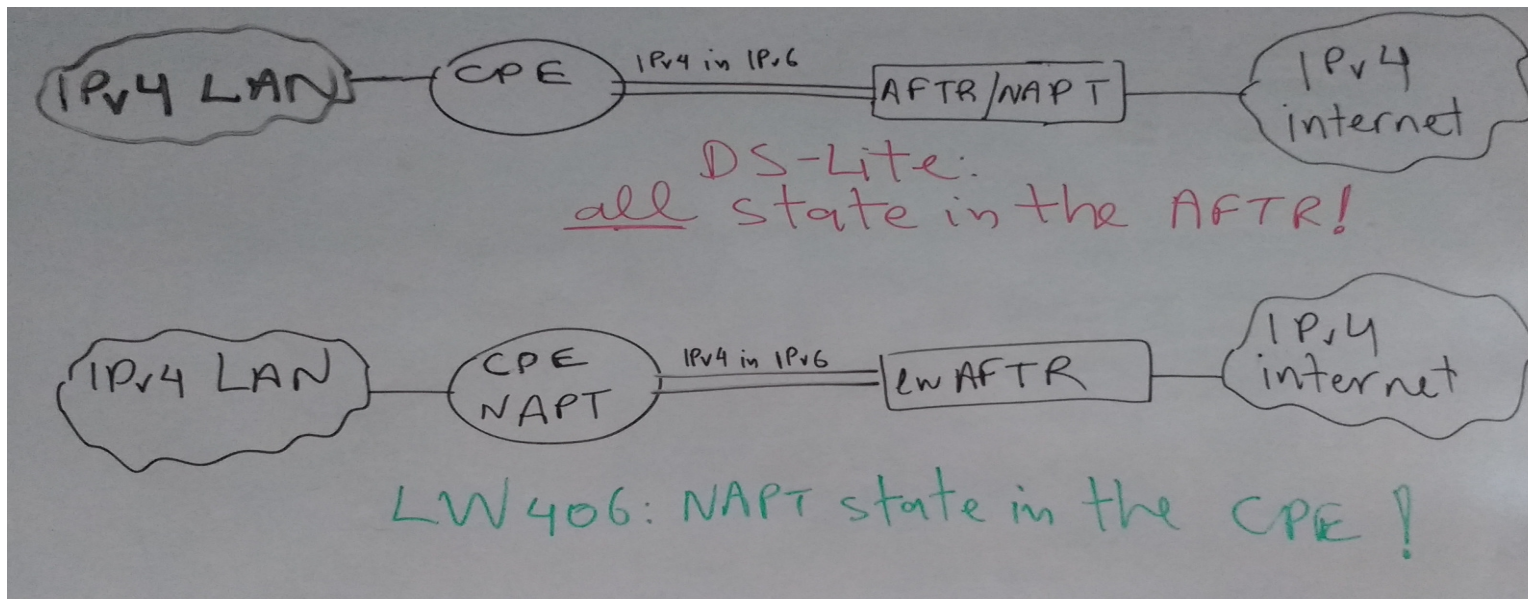 IPv4 LAN
CPE
IPv4 in IPv6
AFTR/NAPT
IPv4
internet
DS-Lite:
all state in the AFTR!
IPv4 LAN
CPE
NAPT
IPv4 in IPv6
lwAFTR
IPv4
internet
LW4o6: NAPT state in the CPE!